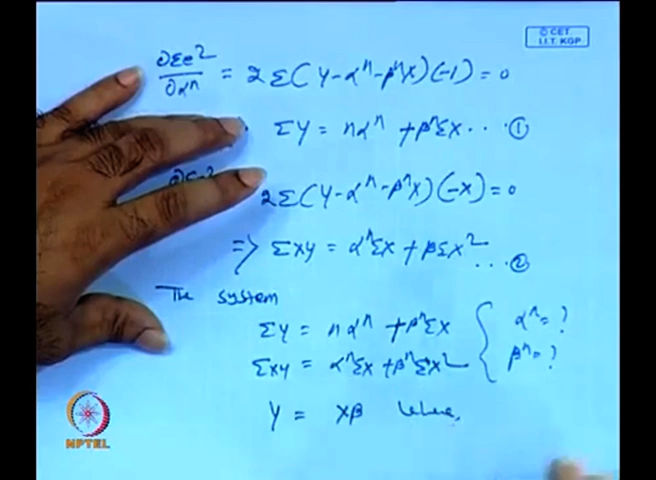 © CET
I.I.T. KGP
∂Σe²/∂α^ = 2Σ(Y-α^-β^X)(-1) = 0
ΣY = nα^ + β^ΣX .. ①
2Σ(Y-α^-β^X)(-X) = 0
=> ΣXY = α^ΣX + βΣX² ... ②
The system
ΣY = nα^ + β^ΣX
α^ = ?
ΣXY = α^ΣX + β^ΣX²
β^ = ?
Y = Xβ where,
NPTEL